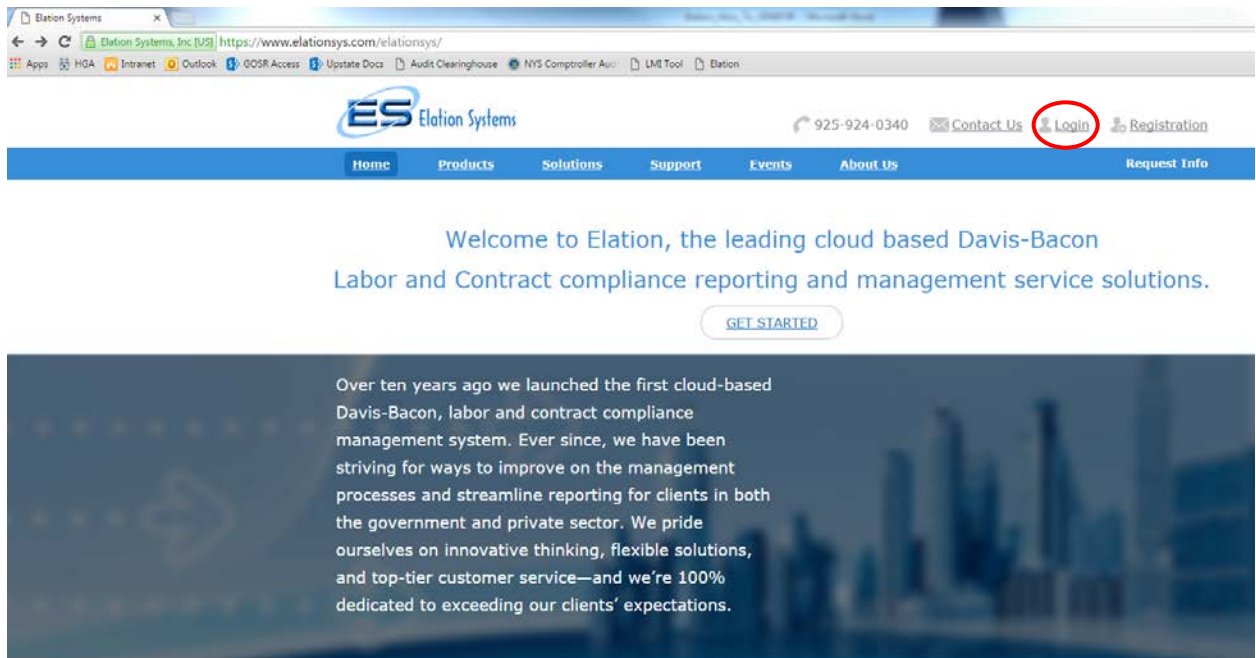 Elation Systems
Elation Systems, Inc [US] https://www.elationsys.com/elationsys/
Apps HGA Intranet Outlook GOSR Access Upstate Docs Audit Clearinghouse NYS Comptroller Au LMI Tool Elation
ES Elation Systems
925-924-0340 Contact Us Login Registration
Home Products Solutions Support Events About Us Request Info
Welcome to Elation, the leading cloud based Davis-Bacon
Labor and Contract compliance reporting and management service solutions.
GET STARTED
Over ten years ago we launched the first cloud-based
Davis-Bacon, labor and contract compliance
management system. Ever since, we have been
striving for ways to improve on the management
processes and streamline reporting for clients in both
the government and private sector. We pride
ourselves on innovative thinking, flexible solutions,
and top-tier customer service—and we’re 100%
dedicated to exceeding our clients’ expectations.